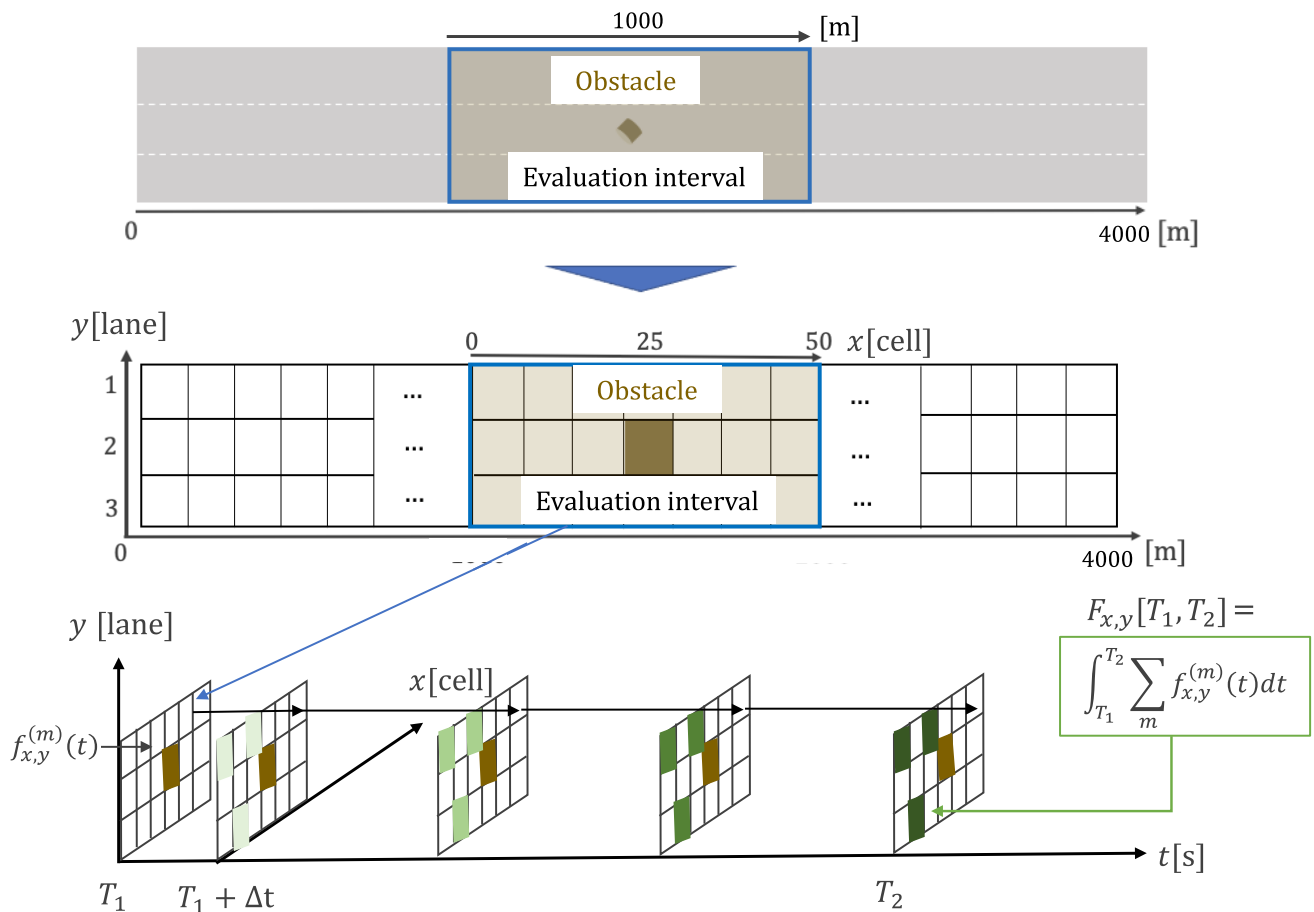 1000 [m]
Obstacle
Evaluation interval
0 4000 [m]
y[lane] 0 25 50 x[cell]
1 ... Obstacle ...
2 ... ...
3 ... Evaluation interval ...
0 4000 [m]
F_{x,y}[T_1, T_2] =
y [lane]
∫_{T_1}^{T_2} ∑_m f_{x,y}^{(m)}(t)dt
x[cell]
f_{x,y}^{(m)}(t)
t[s]
T_1 T_1 + Δt T_2